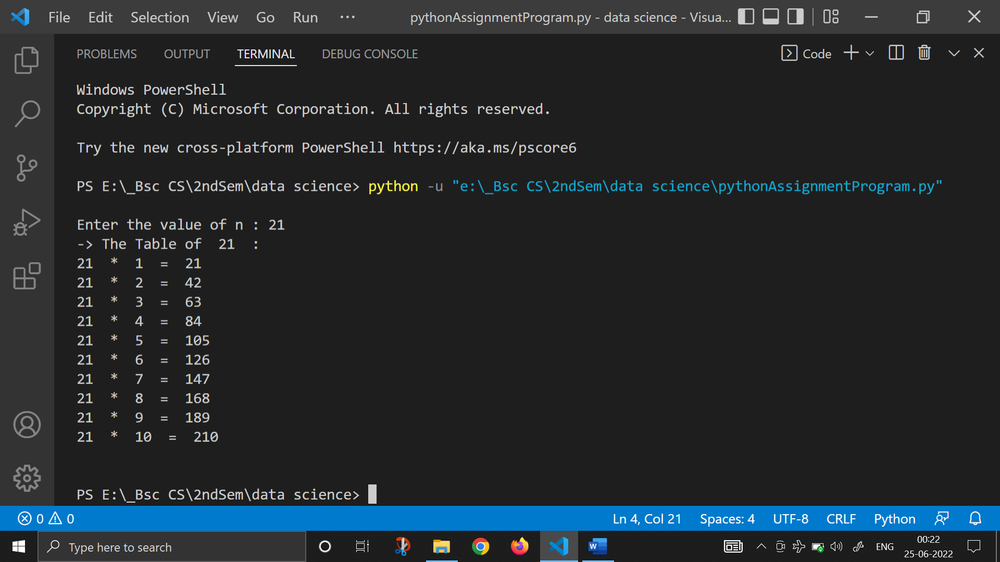 File Edit Selection View Go Run ··· pythonAssignmentProgram.py - data science - Visua...
PROBLEMS OUTPUT TERMINAL DEBUG CONSOLE Code
Windows PowerShell
Copyright (C) Microsoft Corporation. All rights reserved.
Try the new cross-platform PowerShell https://aka.ms/pscore6
PS E:\_Bsc CS\2ndSem\data science> python -u "e:\_Bsc CS\2ndSem\data science\pythonAssignmentProgram.py"
Enter the value of n : 21
-> The Table of  21  :
21  *  1  =  21
21  *  2  =  42
21  *  3  =  63
21  *  4  =  84
21  *  5  =  105
21  *  6  =  126
21  *  7  =  147
21  *  8  =  168
21  *  9  =  189
21  *  10  =  210
PS E:\_Bsc CS\2ndSem\data science>
0 0 Ln 4, Col 21 Spaces: 4 UTF-8 CRLF Python
Type here to search W ENG 00:22
25-06-2022